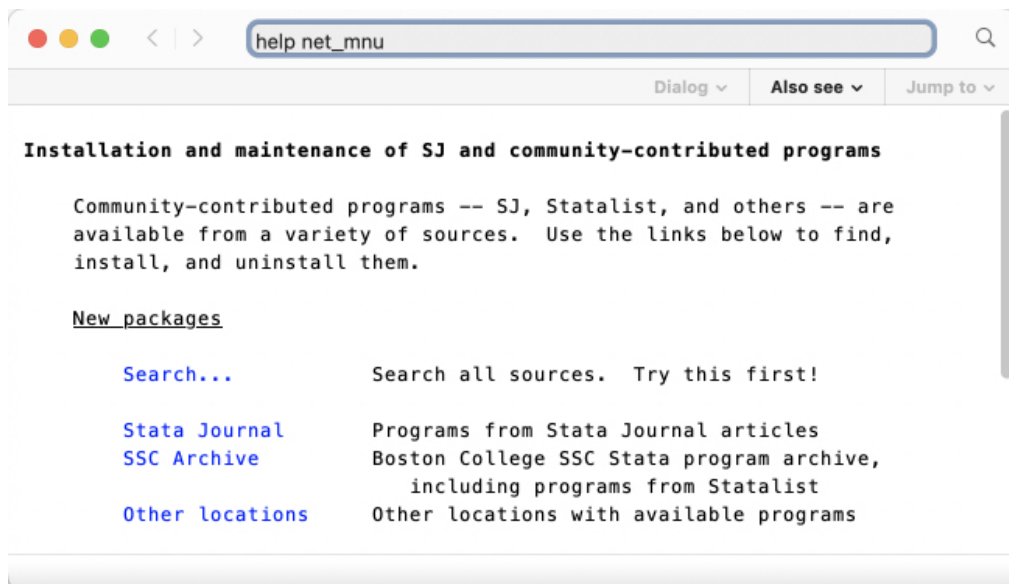 help net_mnu
Dialog
Also see
Jump to
Installation and maintenance of SJ and community-contributed programs
Community-contributed programs -- SJ, Statalist, and others -- are
available from a variety of sources.  Use the links below to find,
install, and uninstall them.
New packages
Search... Search all sources.  Try this first!
Stata Journal Programs from Stata Journal articles
SSC Archive Boston College SSC Stata program archive,
including programs from Statalist
Other locations Other locations with available programs